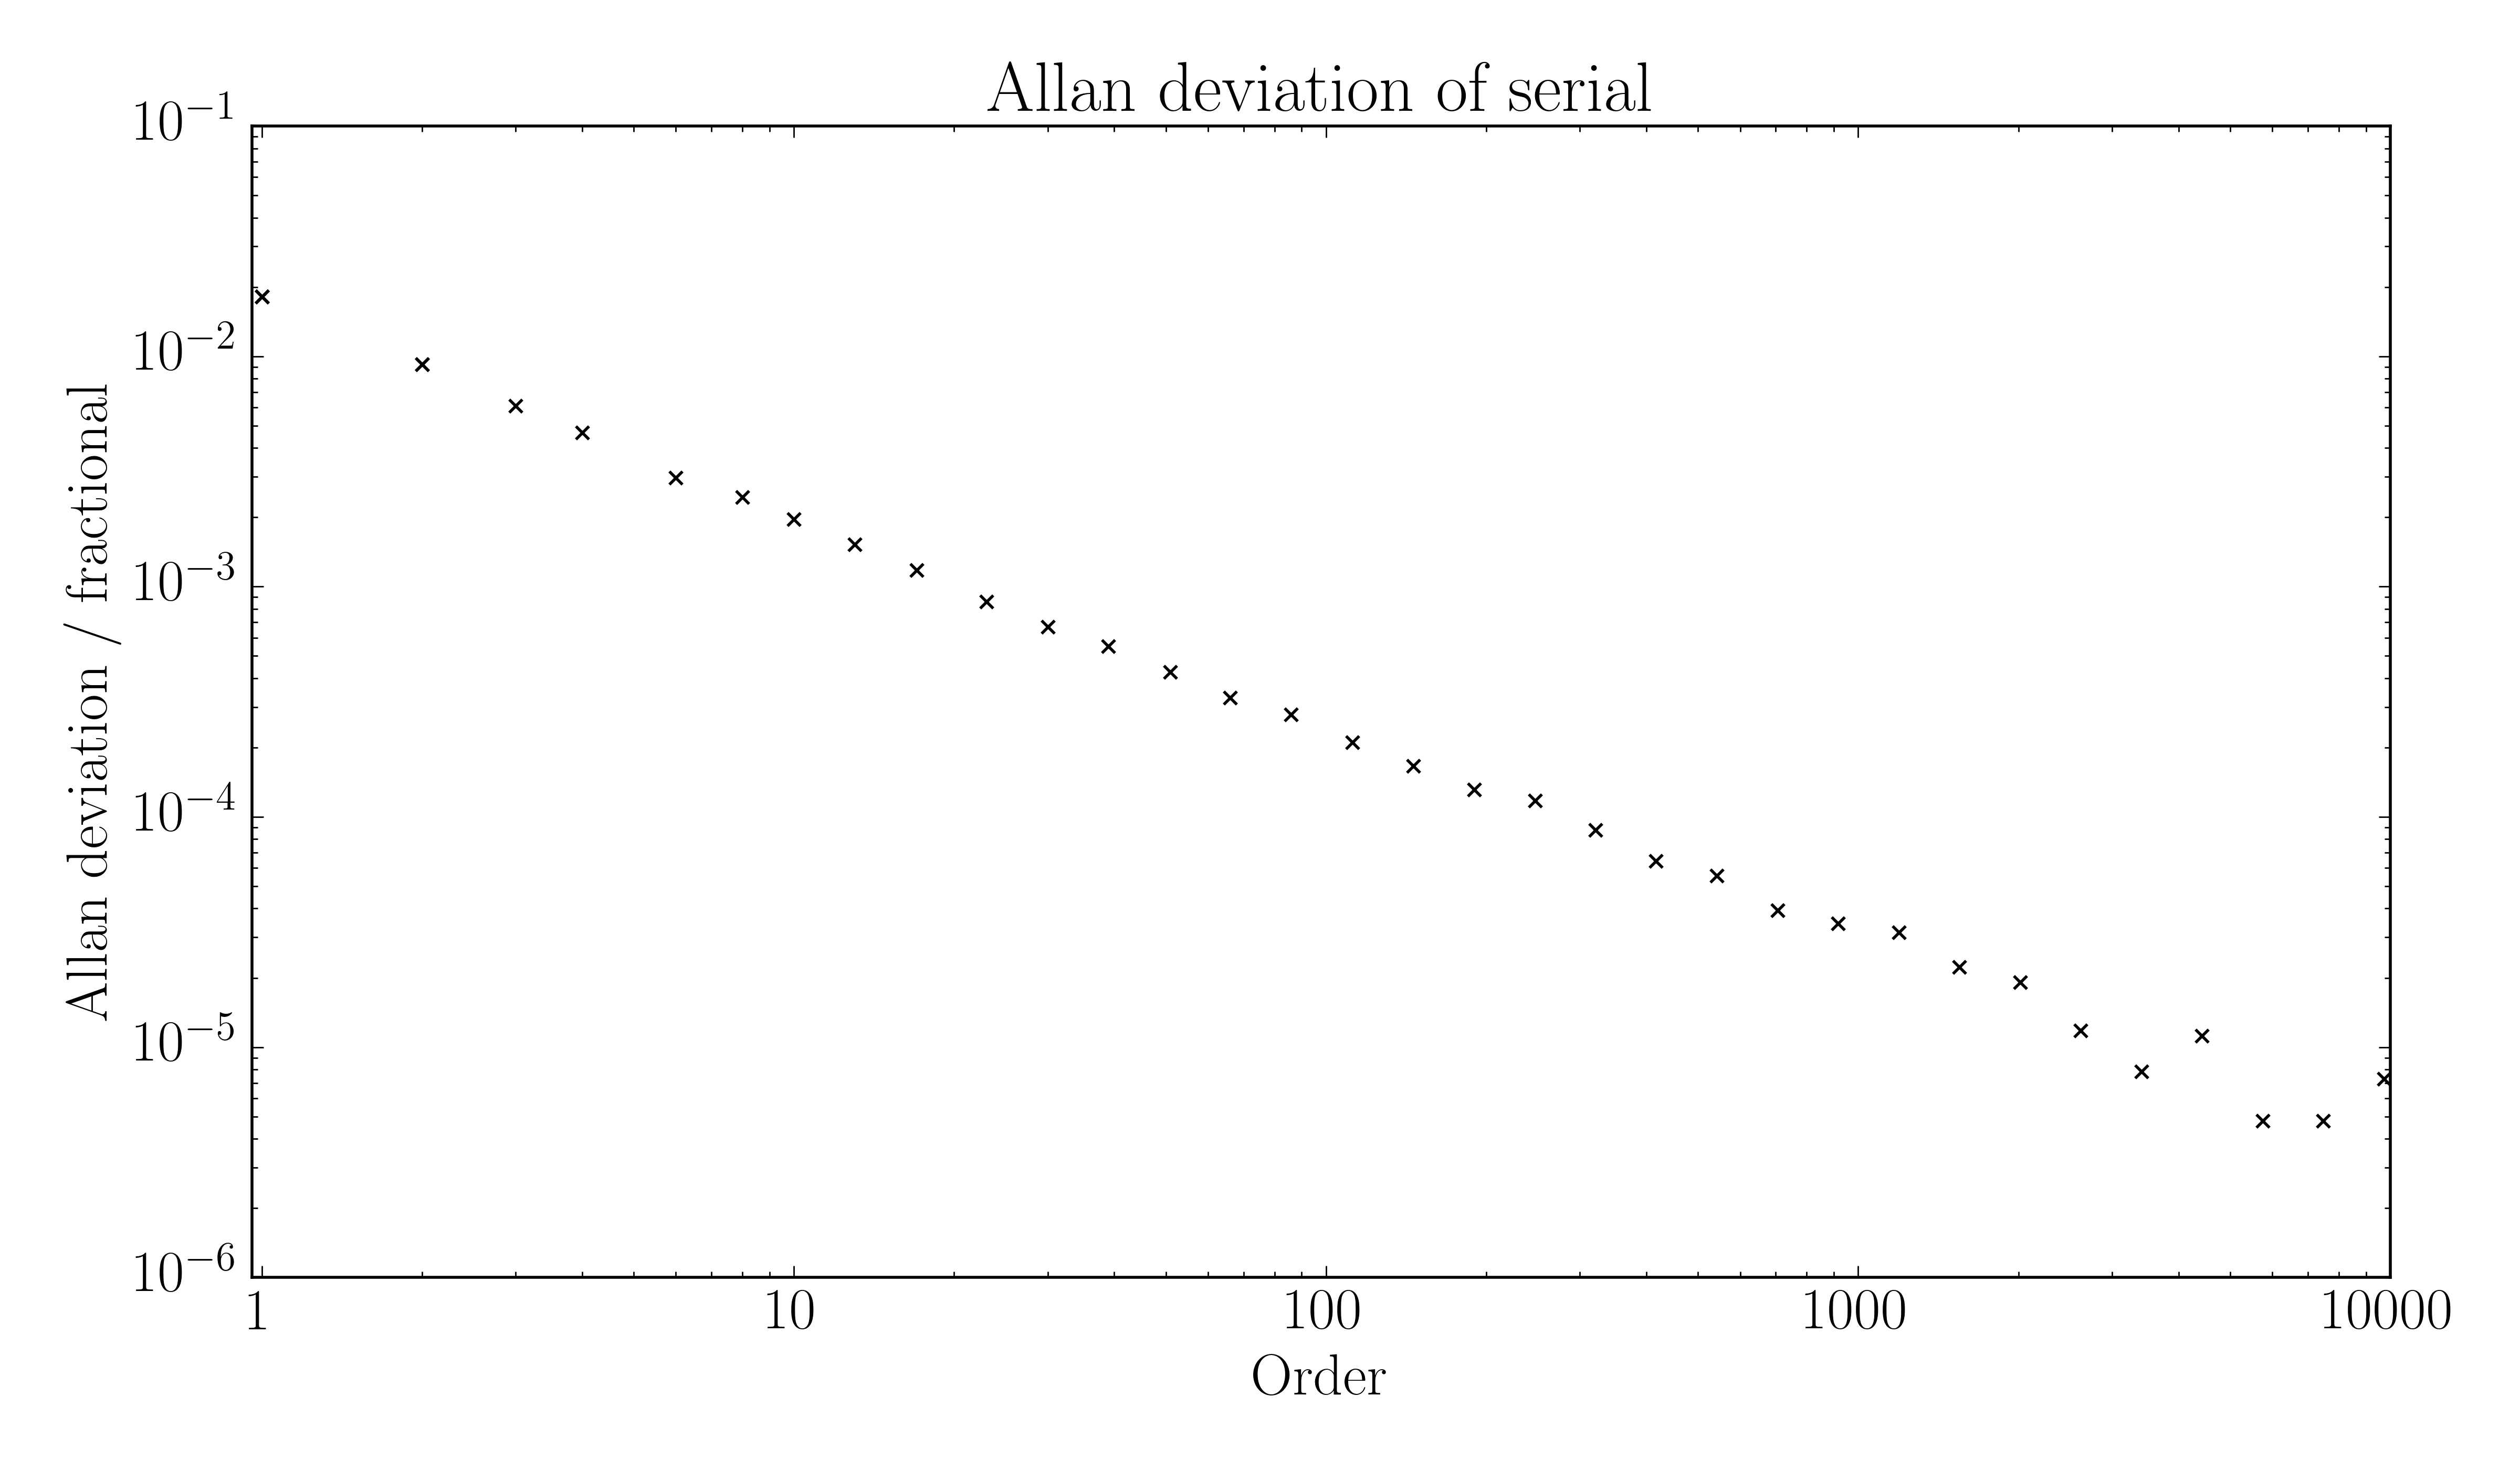 Allan deviation of serial
Allan deviation / fractional
10−1
10−2
10−3
10−4
10−5
10−6
1 10 100 1000 10000
Order